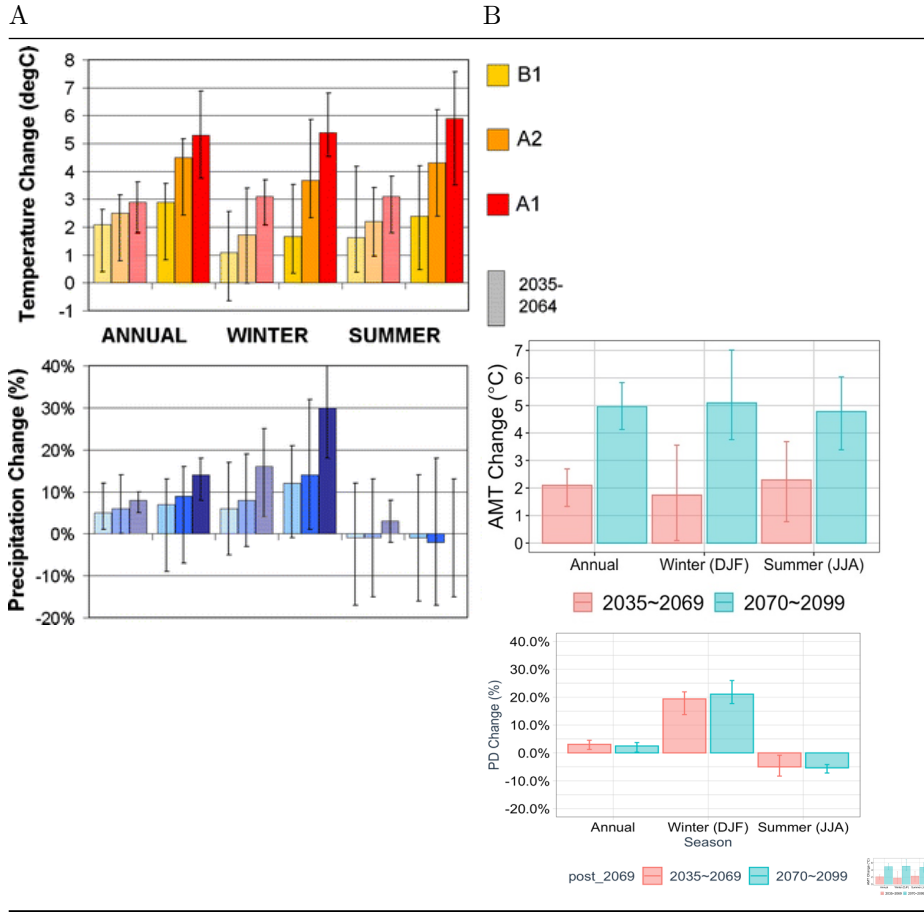 A
B
Temperature Change (degC)
8
7
6
5
4
3
2
1
0
-1
ANNUAL WINTER SUMMER
B1
A2
A1
2035-
2064
Precipitation Change (%)
40%
30%
20%
10%
0%
-10%
-20%
AMT Change (°C)
7
6
5
4
3
2
1
0
Annual Winter (DJF) Summer (JJA)
2035~2069 2070~2099
PD Change (%)
40.0%
30.0%
20.0%
10.0%
0.0%
-10.0%
-20.0%
Annual Winter (DJF) Summer (JJA)
Season
post_2069 2035~2069 2070~2099